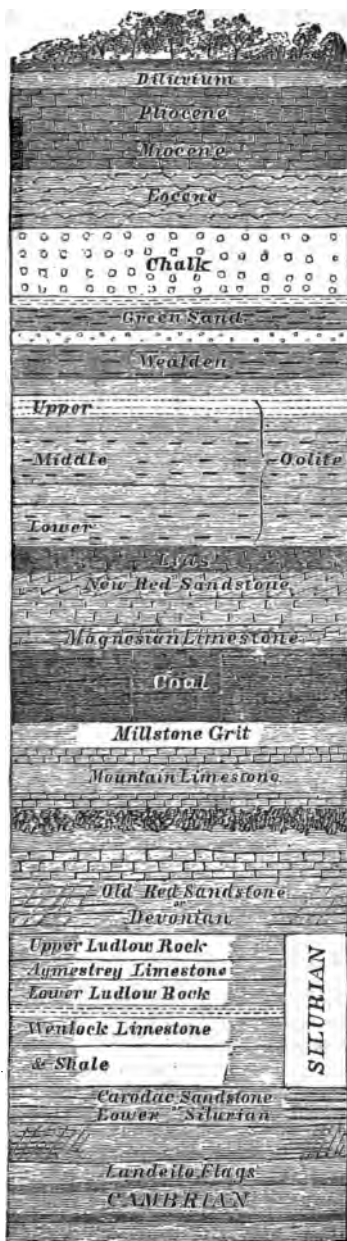 Diluvium
Pliocene
Miocene
Eocene
Chalk
Green Sand
Wealden
Upper
Middle
Oolite
Lower
Lyas
New Red Sandstone
Magnesian Limestone
Coal
Millstone Grit
Mountain Limestone
Old Red Sandstone
or
Devonian
Upper Ludlow Rock
Aymestrey Limestone
Lower Ludlow Rock
Wenlock Limestone
& Shale
SILURIAN
Carodac Sandstone
or
Lower Silurian
Landeilo Flags
CAMBRIAN